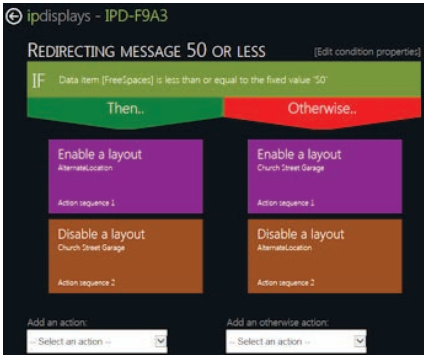 ipdisplays - IPD-F9A3
REDIRECTING MESSAGE 50 OR LESS
[Edit condition properties]
IF Data item [FreeSpaces] is less than or equal to the fixed value '50'
Then..
Otherwise..
Enable a layout
AlternateLocation
Action sequence 1
Enable a layout
Church Street Garage
Action sequence 1
Disable a layout
Church Street Garage
Action sequence 2
Disable a layout
AlternateLocation
Action sequence 2
Add an action:
-- Select an action --
Add an otherwise action:
-- Select an action --